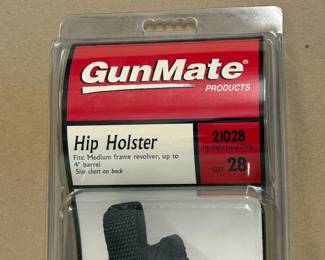 GunMate®
PRODUCTS
Hip Holster
Fits: Medium frame revolver, up to
4" barrel
Size chart on back
21028
SIZE 28